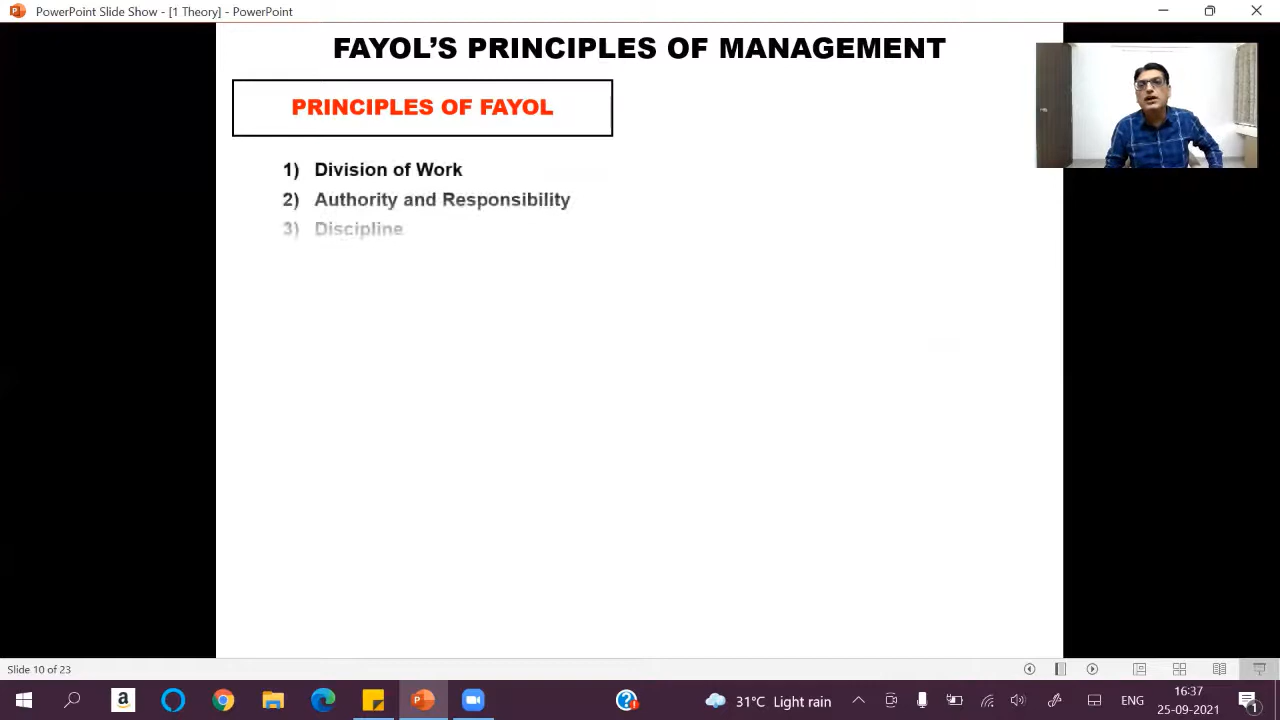 PowerPoint Slide Show - [1 Theory] - PowerPoint
FAYOL'S PRINCIPLES OF MANAGEMENT
PRINCIPLES OF FAYOL
1) Division of Work
2) Authority and Responsibility
3) Discipline
Slide 10 of 23
31°C Light rain
ENG
16:37
25-09-2021
1